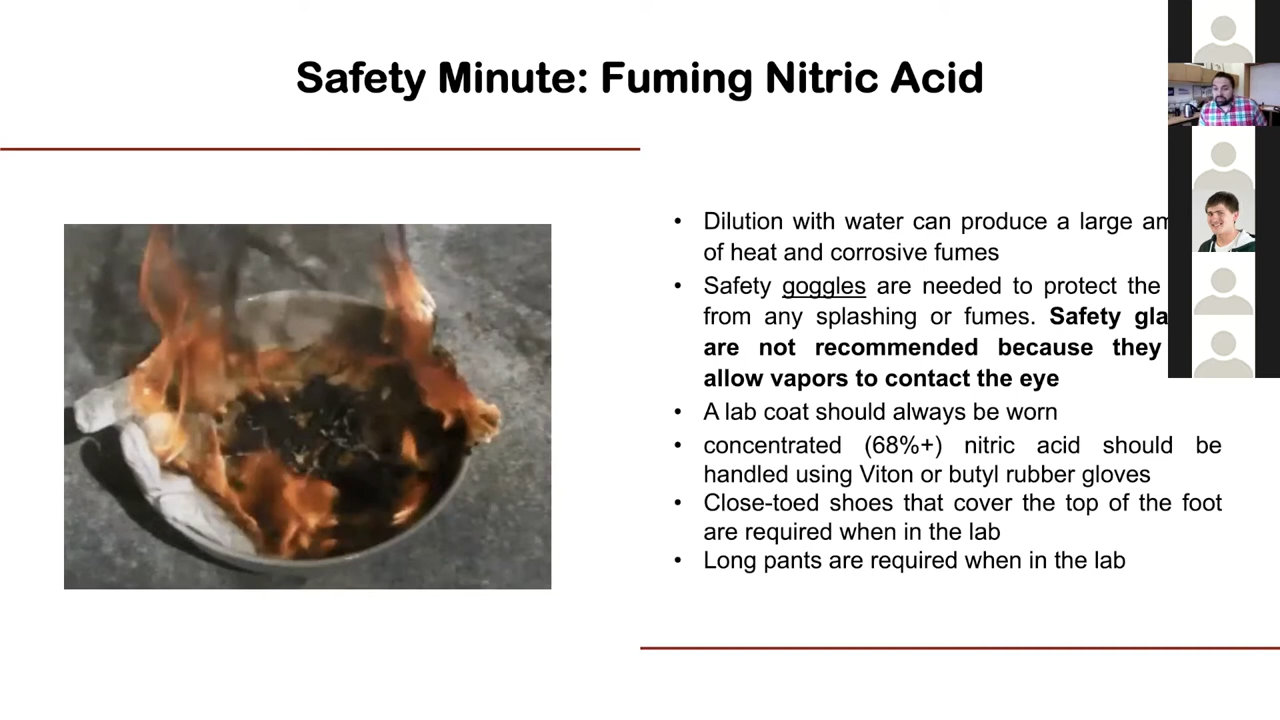 Safety Minute: Fuming Nitric Acid
• Dilution with water can produce a large
of heat and corrosive fumes
• Safety goggles are needed to protect the
from any splashing or fumes. Safety
are not recommended because they
allow vapors to contact the eye
• A lab coat should always be worn
• concentrated (68%+) nitric acid should be
handled using Viton or butyl rubber gloves
• Close-toed shoes that cover the top of the foot
are required when in the lab
• Long pants are required when in the lab